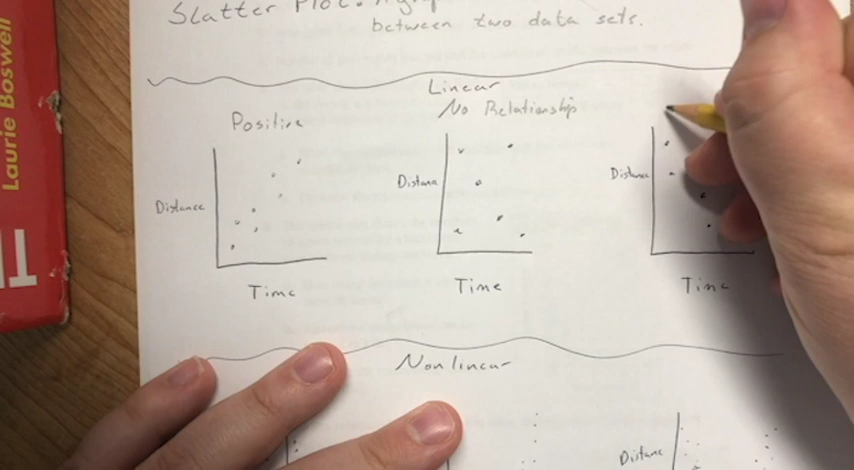 Scatter Plot:
between two data sets.
Linear
Positive
No Relationship
Distance
Time
Distance
Time
Distance
Time
Nonlinear
Distance
Laurie Boswell